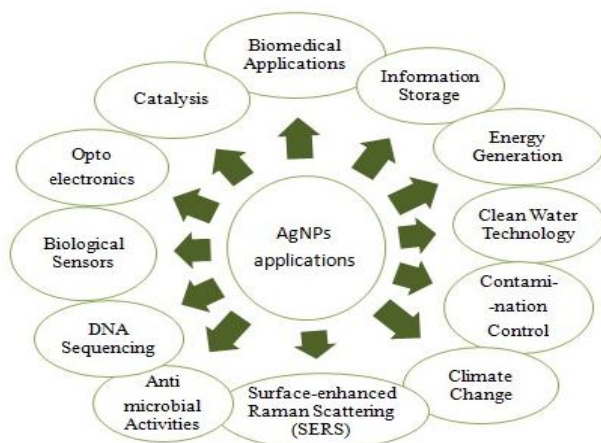 Biomedical
Applications
Information
Storage
Energy
Generation
Clean Water
Technology
Contami-
-nation
Control
Climate
Change
Surface-enhanced
Raman Scattering
(SERS)
Anti
microbial
Activities
DNA
Sequencing
Biological
Sensors
Opto
electronics
Catalysis
AgNPs
applications